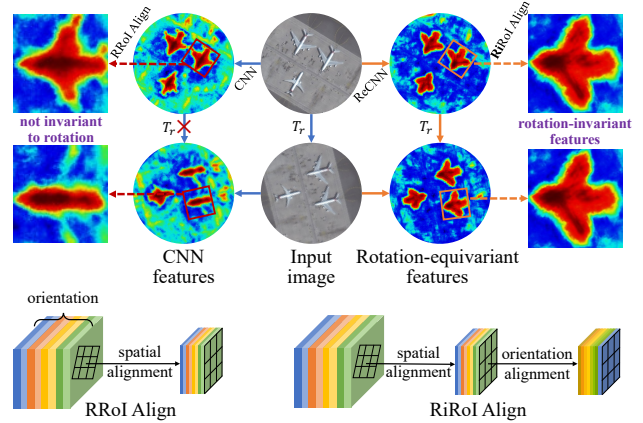 RRoI Align
CNN
ReCNN
RiRoI Align
not invariant
to rotation
Tr
Tr
Tr
rotation-invariant
features
CNN
features
Input
image
Rotation-equivariant
features
orientation
spatial
alignment
RRoI Align
spatial
alignment
orientation
alignment
RiRoI Align